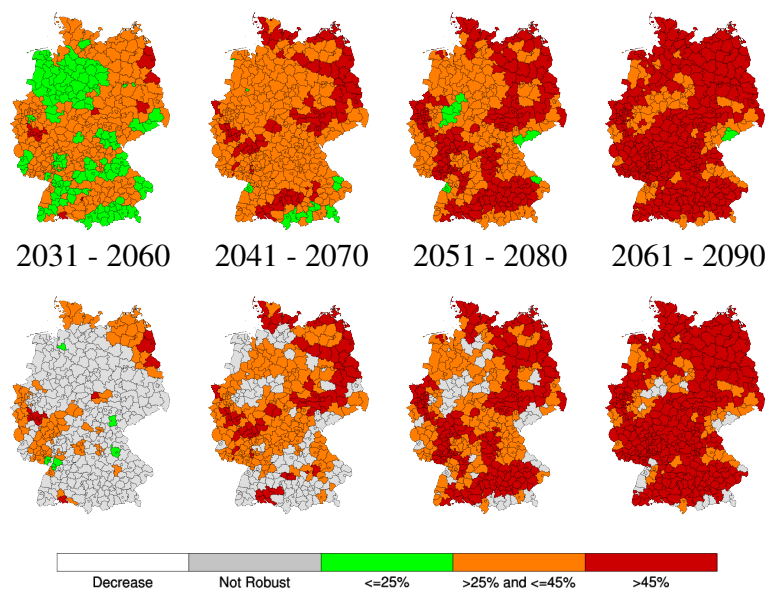 2031 - 2060 2041 - 2070 2051 - 2080 2061 - 2090
Decrease Not Robust <=25% >25% and <=45% >45%